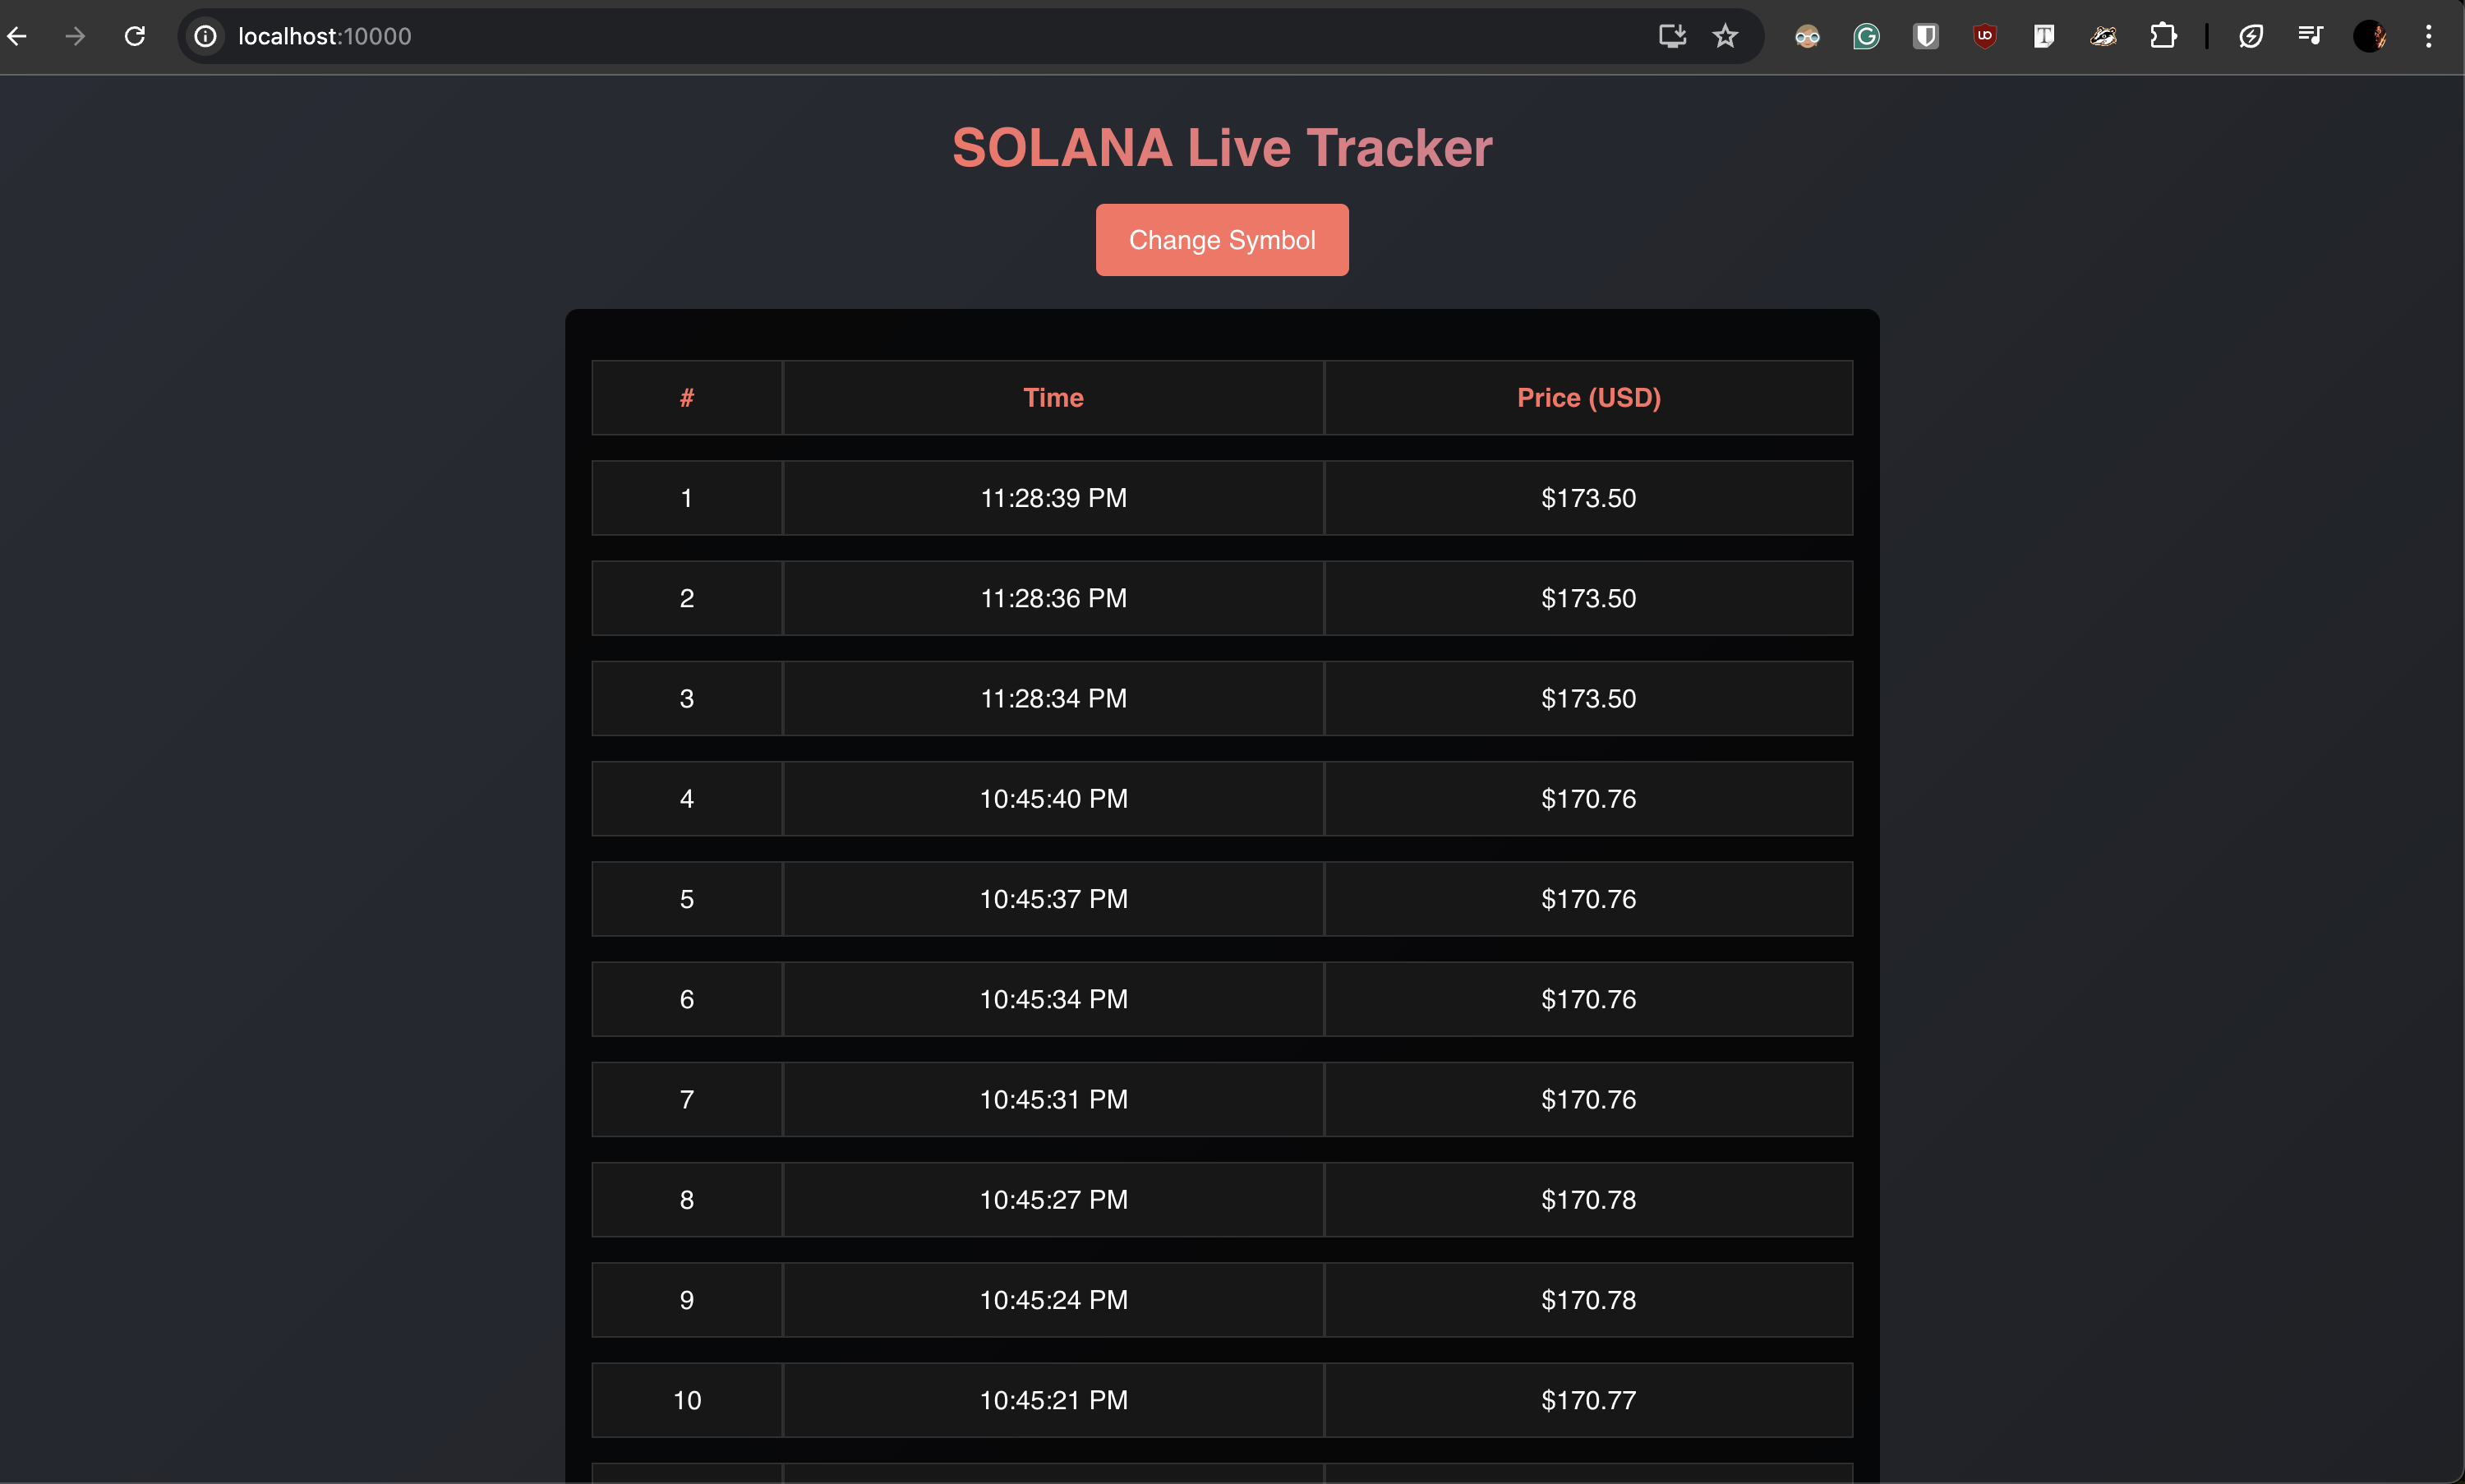 localhost:10000
SOLANA Live Tracker
Change Symbol
# Time Price (USD)
1 11:28:39 PM $173.50
2 11:28:36 PM $173.50
3 11:28:34 PM $173.50
4 10:45:40 PM $170.76
5 10:45:37 PM $170.76
6 10:45:34 PM $170.76
7 10:45:31 PM $170.76
8 10:45:27 PM $170.78
9 10:45:24 PM $170.78
10 10:45:21 PM $170.77